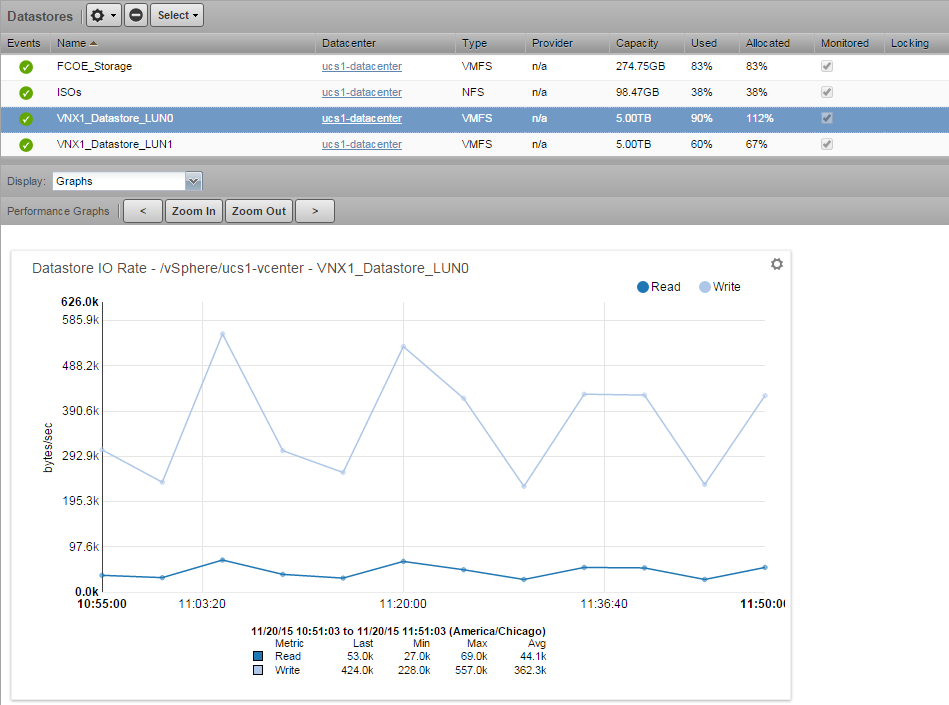 Datastores Select
Events Name Datacenter Type Provider Capacity Used Allocated Monitored Locking
FCOE_Storage ucs1-datacenter VMFS n/a 274.75GB 83% 83%
ISOs ucs1-datacenter NFS n/a 98.47GB 38% 38%
VNX1_Datastore_LUN0 ucs1-datacenter VMFS n/a 5.00TB 90% 112%
VNX1_Datastore_LUN1 ucs1-datacenter VMFS n/a 5.00TB 60% 67%
Display: Graphs
Performance Graphs < Zoom In Zoom Out >
Datastore IO Rate - /vSphere/ucs1-vcenter - VNX1_Datastore_LUN0
Read Write
626.0k
585.9k
488.2k
390.6k
292.9k
195.3k
97.6k
0.0k
bytes/sec
10:55:00 11:03:20 11:20:00 11:36:40 11:50:00
11/20/15 10:51:03 to 11/20/15 11:51:03 (America/Chicago)
Metric Last Min Max Avg
Read 53.0k 27.0k 69.0k 44.1k
Write 424.0k 228.0k 557.0k 362.3k